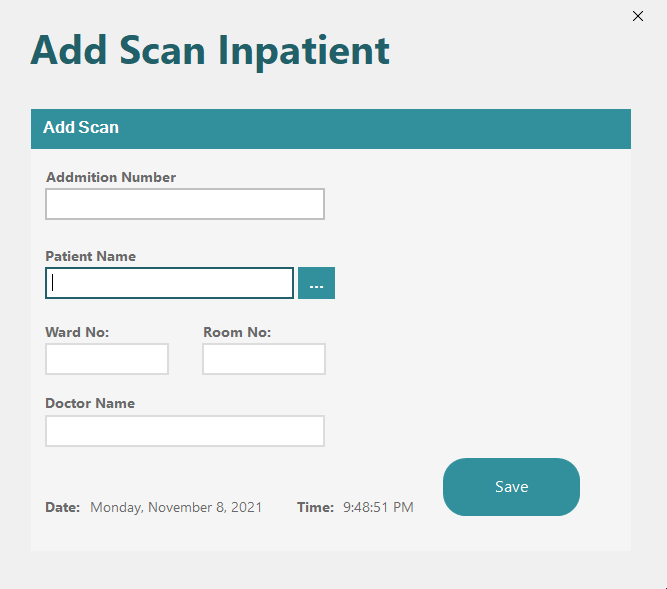 Add Scan Inpatient
Add Scan
Addmition Number
Patient Name
...
Ward No: Room No:
Doctor Name
Save
Date: Monday, November 8, 2021 Time: 9:48:51 PM